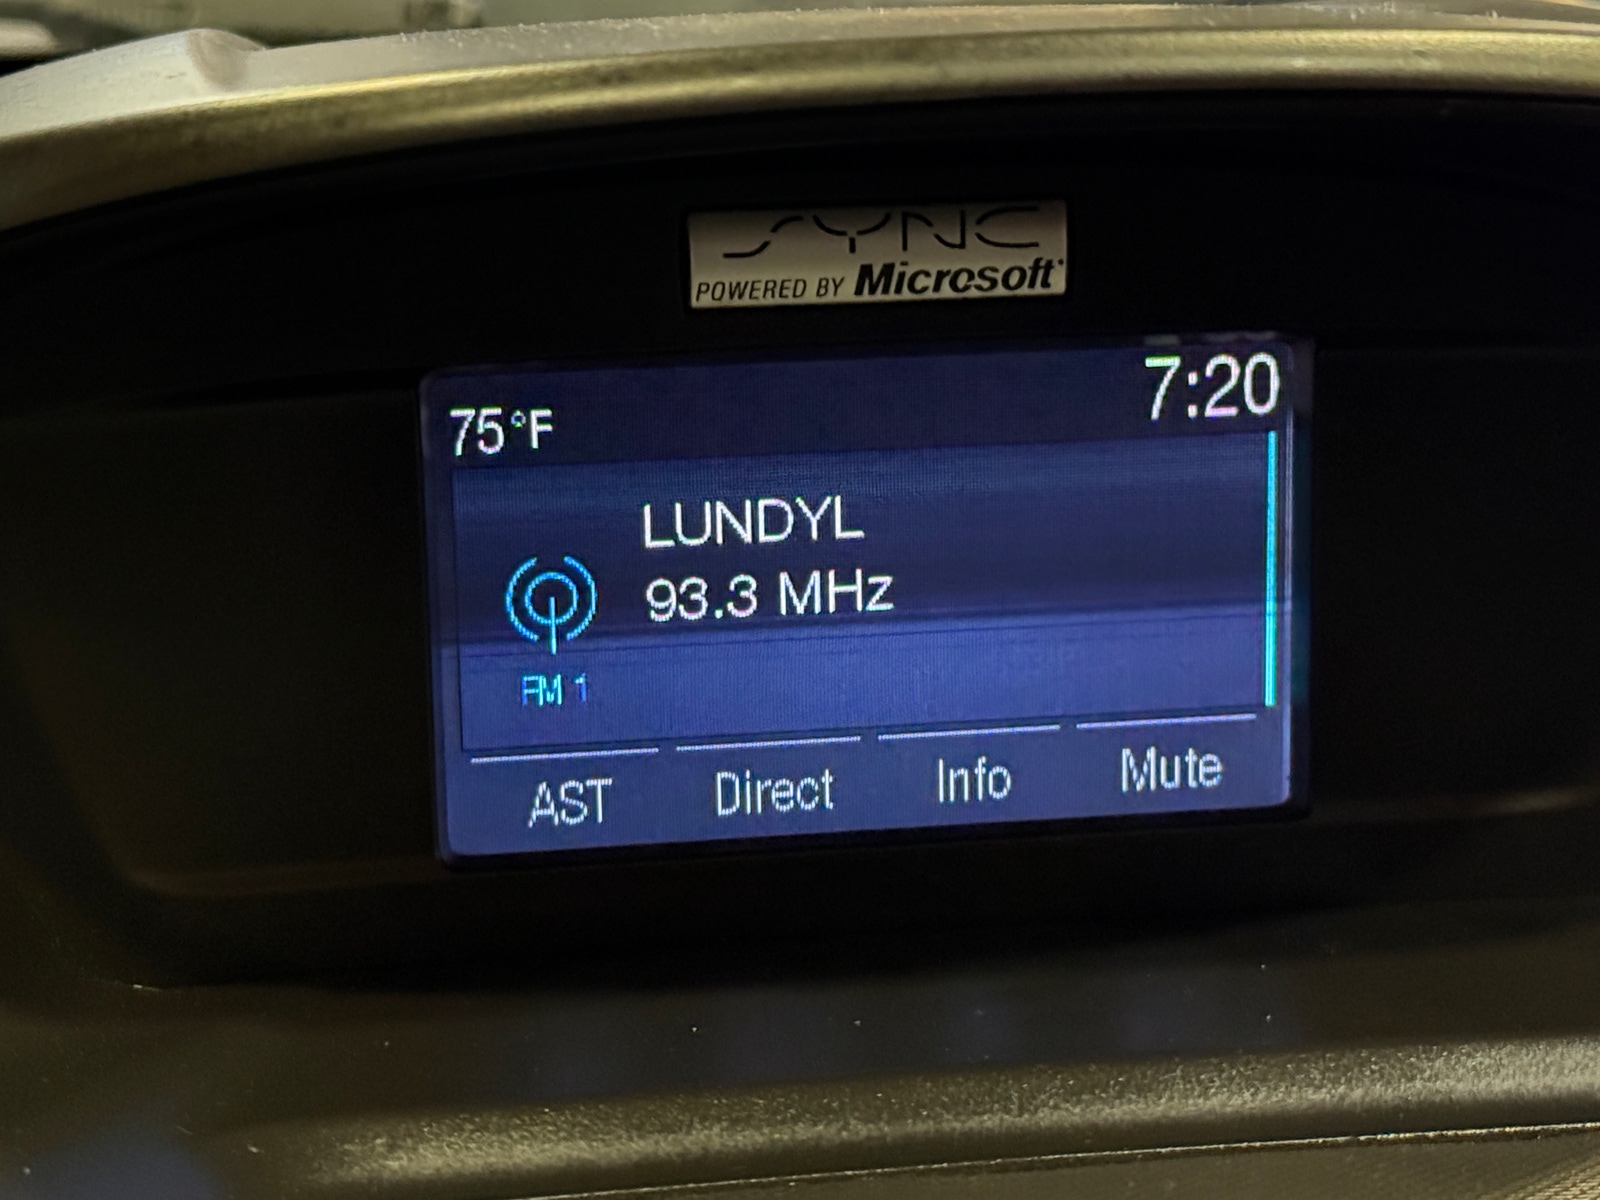 SYNC
POWERED BY Microsoft
75°F
7:20
LUNDYL
93.3 MHz
FM 1
AST
Direct
Info
Mute